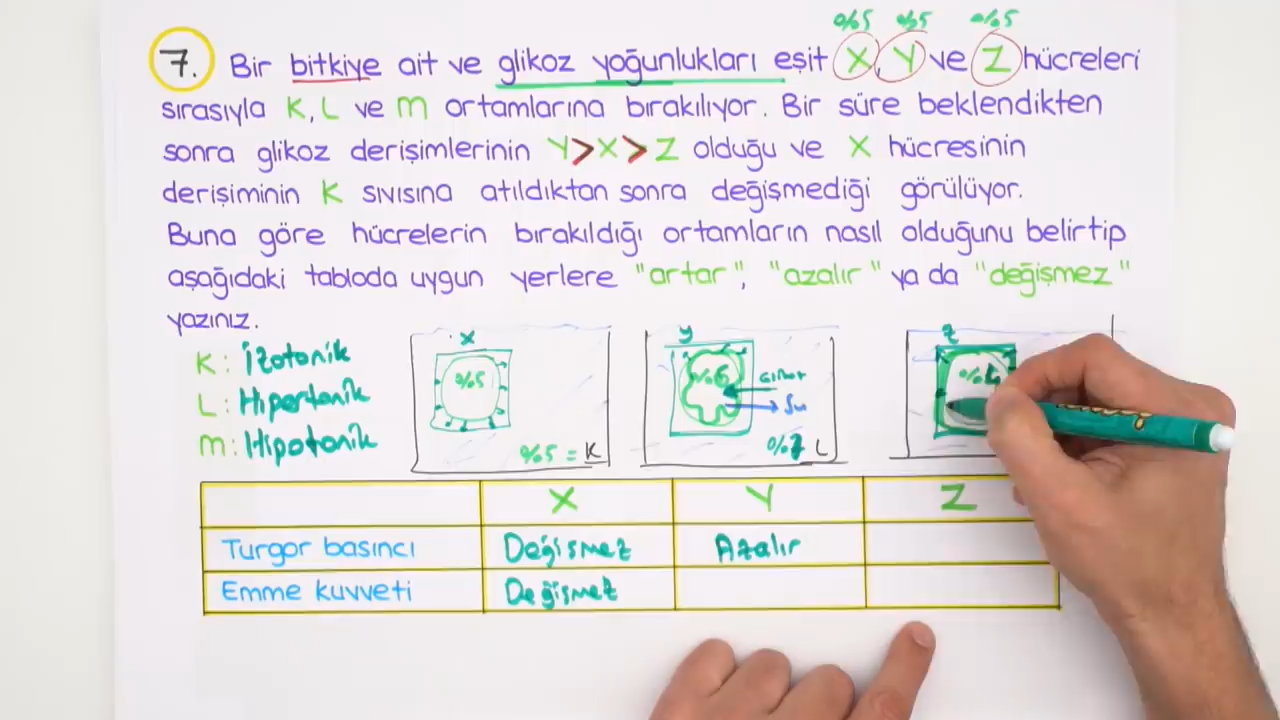 %5 %5 %5
7. Bir bitkiye ait ve glikoz yoğunlukları eşit X, Y ve Z hücreleri
sırasıyla K, L ve M ortamlarına bırakılıyor. Bir süre beklendikten
sonra glikoz derişimlerinin Y>X>Z olduğu ve X hücresinin
derişiminin K sıvısına atıldıktan sonra değişmediği görülüyor.
Buna göre hücrelerin bırakıldığı ortamların nasıl olduğunu belirtip
aşağıdaki tabloda uygun yerlere "artar", "azalır" ya da "değişmez"
yazınız.
K: İzotonik
L: Hipertonik
M: Hipotonik
x
%5
%5 = K
y
%6
Su
%7 L
z
X Y Z
Turgor basıncı Değişmez Azalır
Emme kuvveti Değişmez